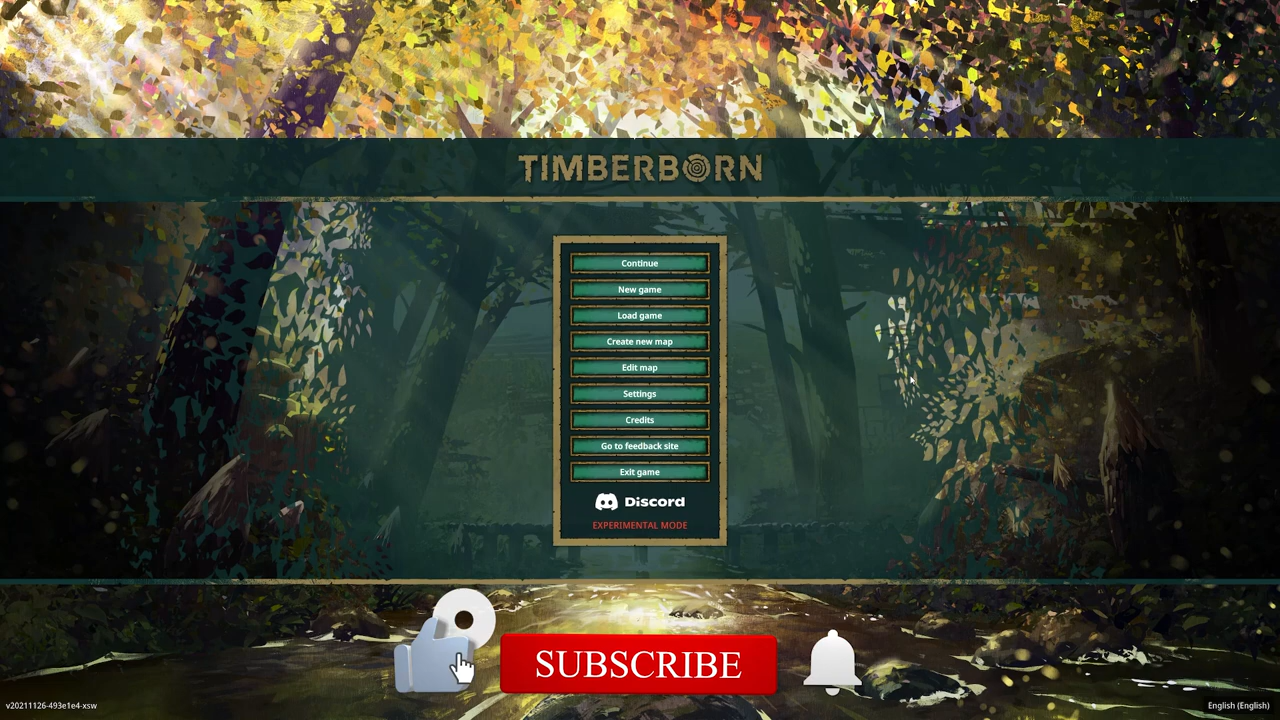 TIMBERBORN
Continue
New game
Load game
Create new map
Edit map
Settings
Credits
Go to feedback site
Exit game
Discord
EXPERIMENTAL MODE
SUBSCRIBE
v20211126-493e1e4-xsw
English (English)